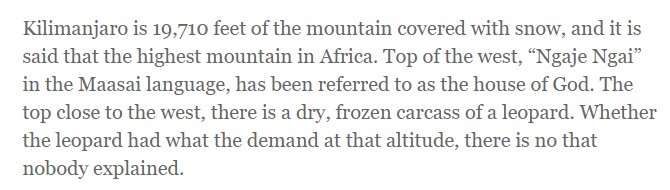 Kilimanjaro is 19,710 feet of the mountain covered with snow, and it is
said that the highest mountain in Africa. Top of the west, “Ngaje Ngai”
in the Maasai language, has been referred to as the house of God. The
top close to the west, there is a dry, frozen carcass of a leopard. Whether
the leopard had what the demand at that altitude, there is no that
nobody explained.